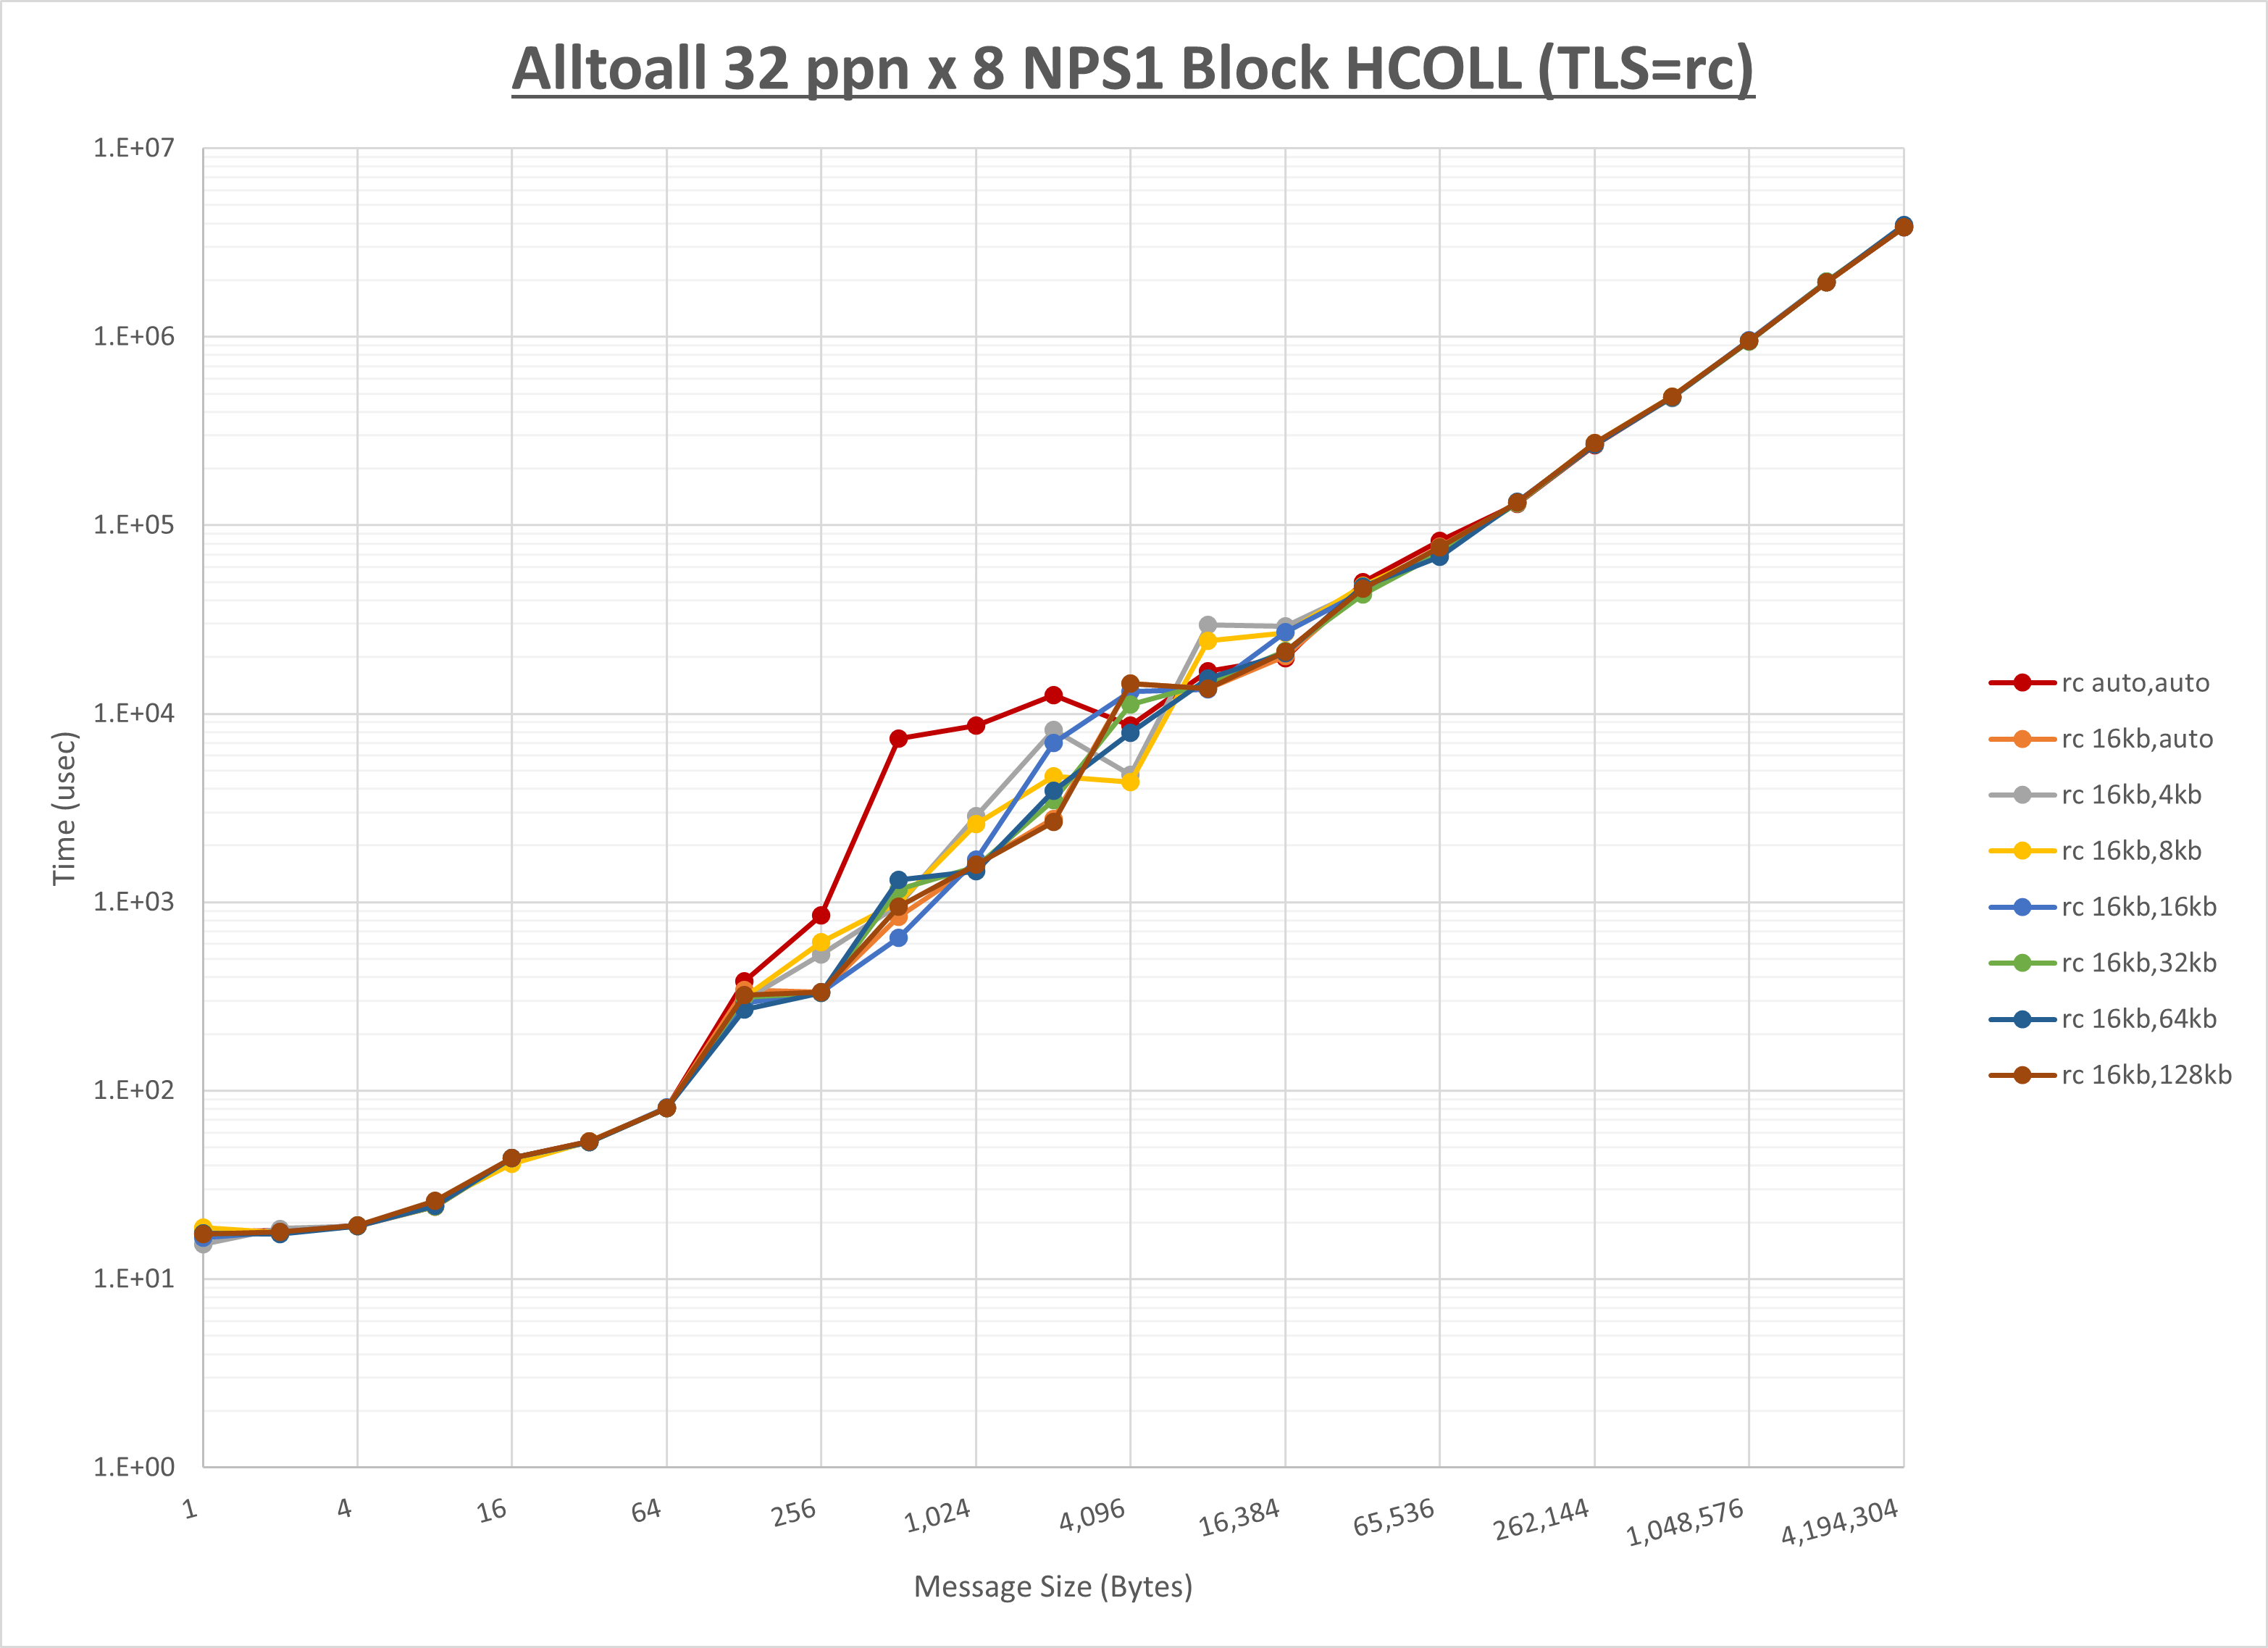 Alltoall 32 ppn x 8 NPS1 Block HCOLL (TLS=rc)
1.E+07
1.E+06
1.E+05
1.E+04
1.E+03
1.E+02
1.E+01
1.E+00
Time (usec)
1
4
16
64
256
1,024
4,096
16,384
65,536
262,144
1,048,576
4,194,304
Message Size (Bytes)
rc auto,auto
rc 16kb,auto
rc 16kb,4kb
rc 16kb,8kb
rc 16kb,16kb
rc 16kb,32kb
rc 16kb,64kb
rc 16kb,128kb